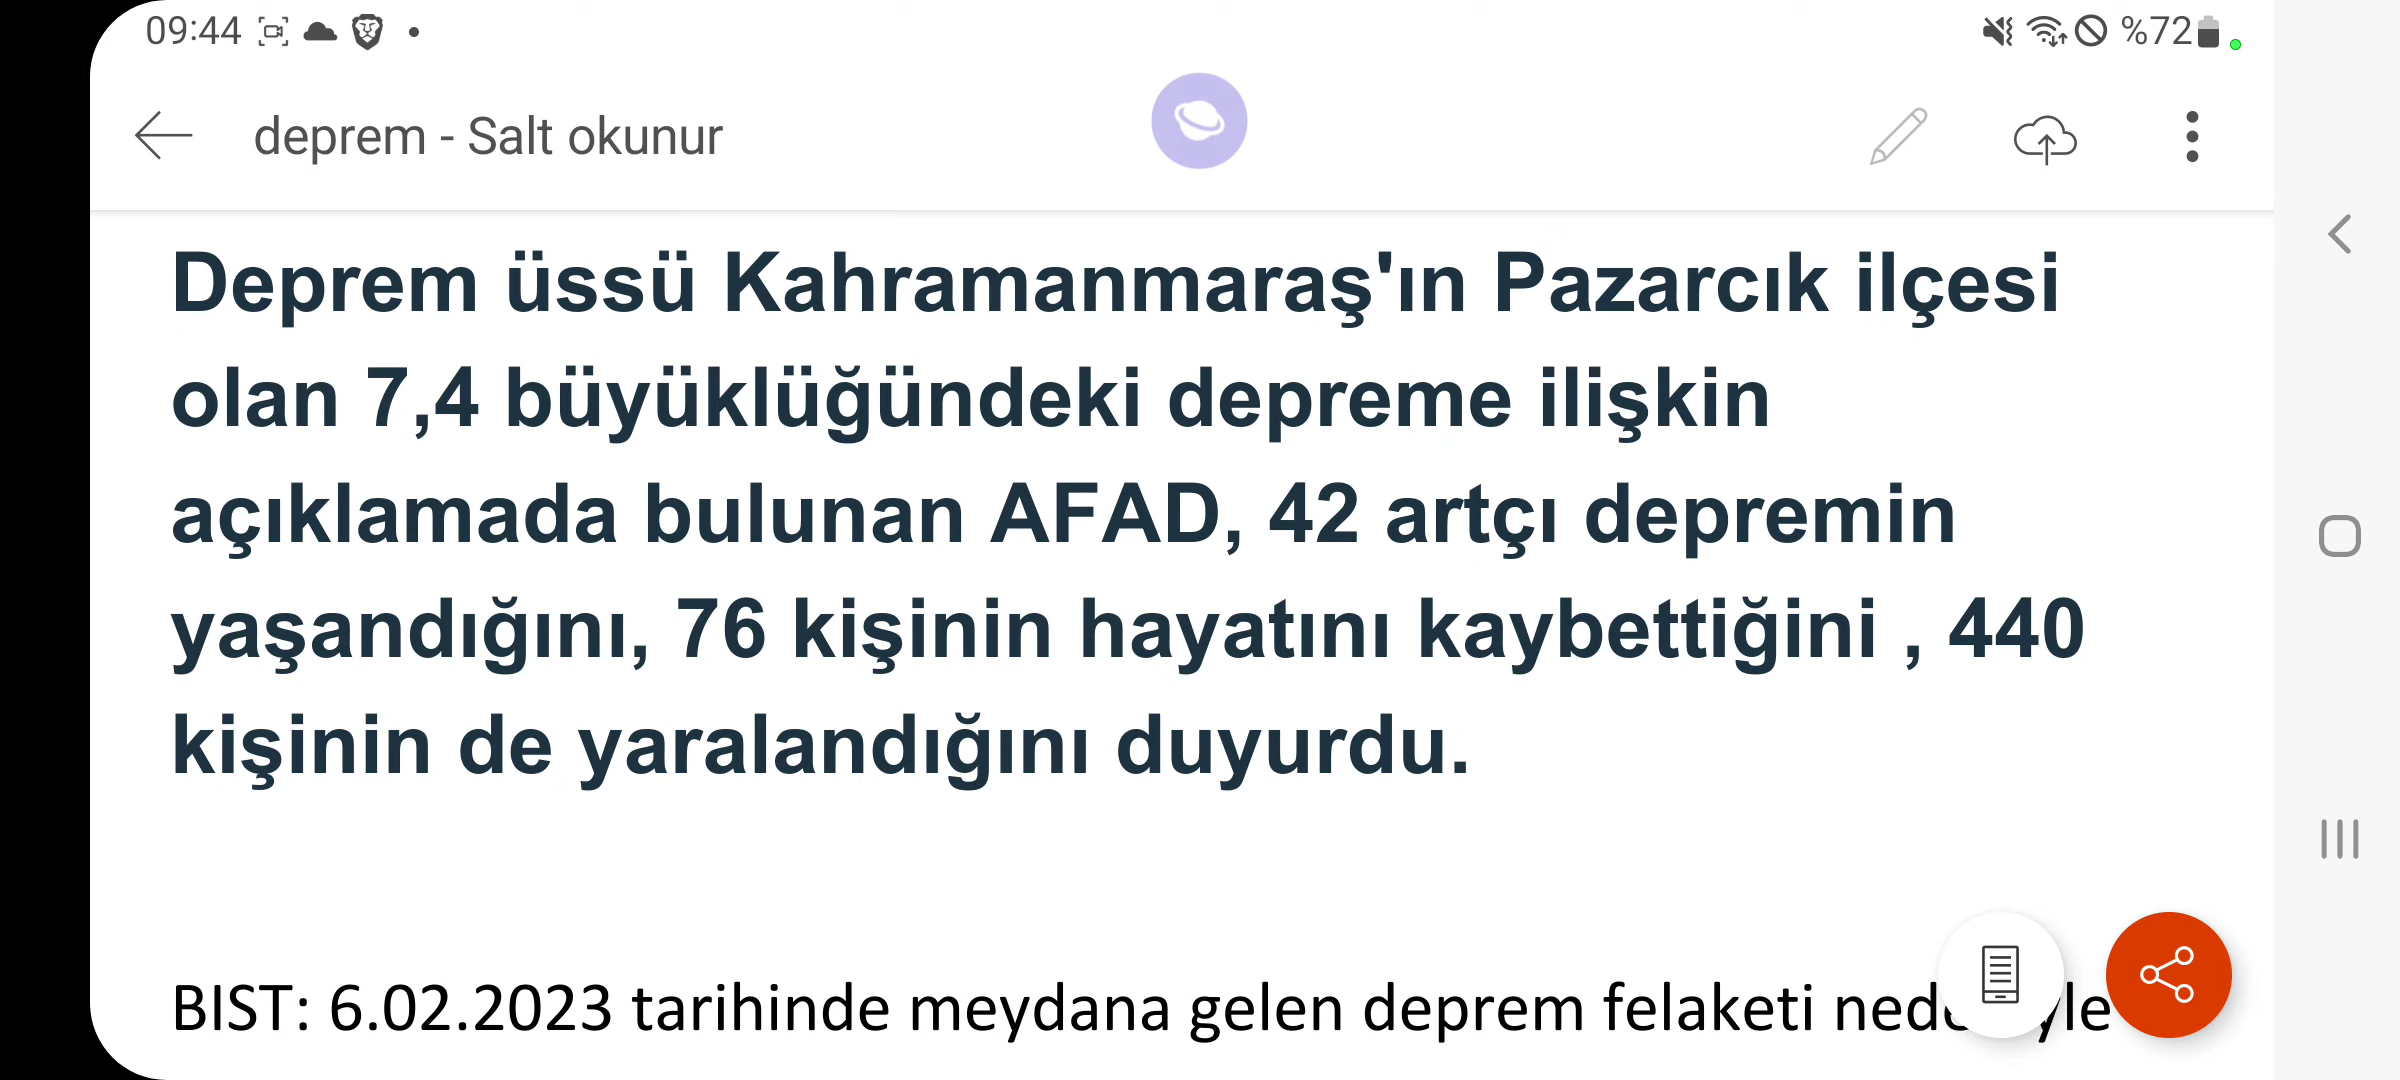 09:44
%72
deprem - Salt okunur
Deprem üssü Kahramanmaraş'ın Pazarcık ilçesi
olan 7,4 büyüklüğündeki depreme ilişkin
açıklamada bulunan AFAD, 42 artçı depremin
yaşandığını, 76 kişinin hayatını kaybettiğini , 440
kişinin de yaralandığını duyurdu.
BIST: 6.02.2023 tarihinde meydana gelen deprem felaketi